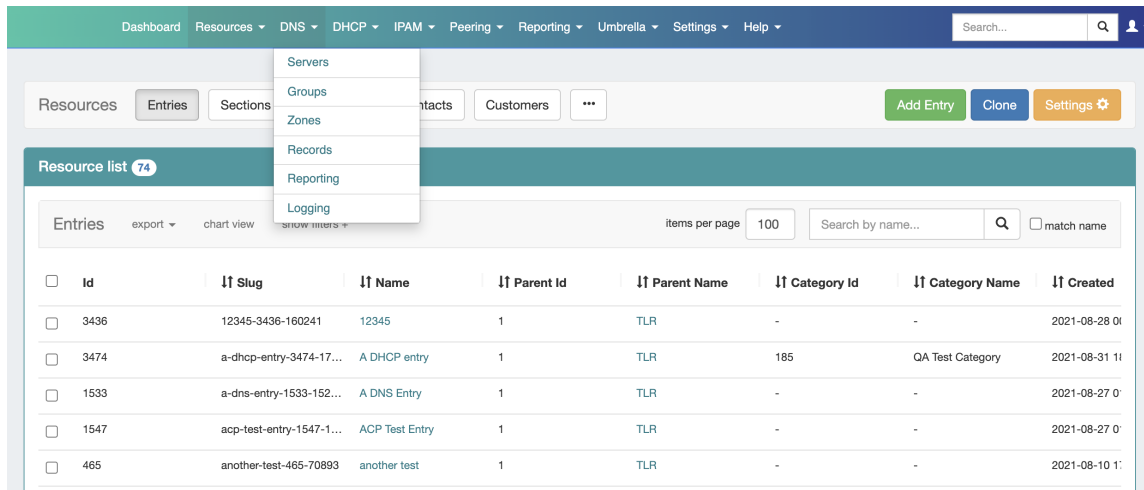 Dashboard Resources DNS DHCP IPAM Peering Reporting Umbrella Settings Help Search...
Servers
Groups
Zones
Records
Reporting
Logging
Resources Entries Sections Customers ••• Add Entry Clone Settings
Resource list 74
Entries export chart view items per page 100 Search by name... match name
Id Slug Name Parent Id Parent Name Category Id Category Name Created
3436 12345-3436-160241 12345 1 TLR - - 2021-08-28
3474 a-dhcp-entry-3474-17... A DHCP entry 1 TLR 185 QA Test Category 2021-08-31
1533 a-dns-entry-1533-152... A DNS Entry 1 TLR - - 2021-08-27
1547 acp-test-entry-1547-1... ACP Test Entry 1 TLR - - 2021-08-27
465 another-test-465-70893 another test 1 TLR - - 2021-08-10